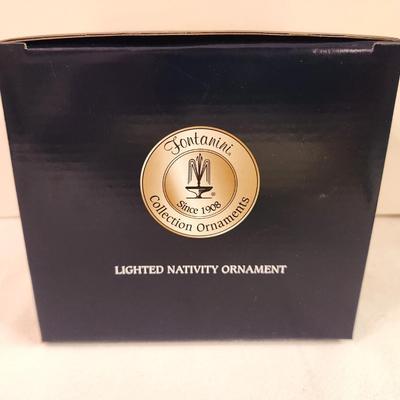 Fontanini®
Since 1908
Collection Ornaments
LIGHTED NATIVITY ORNAMENT